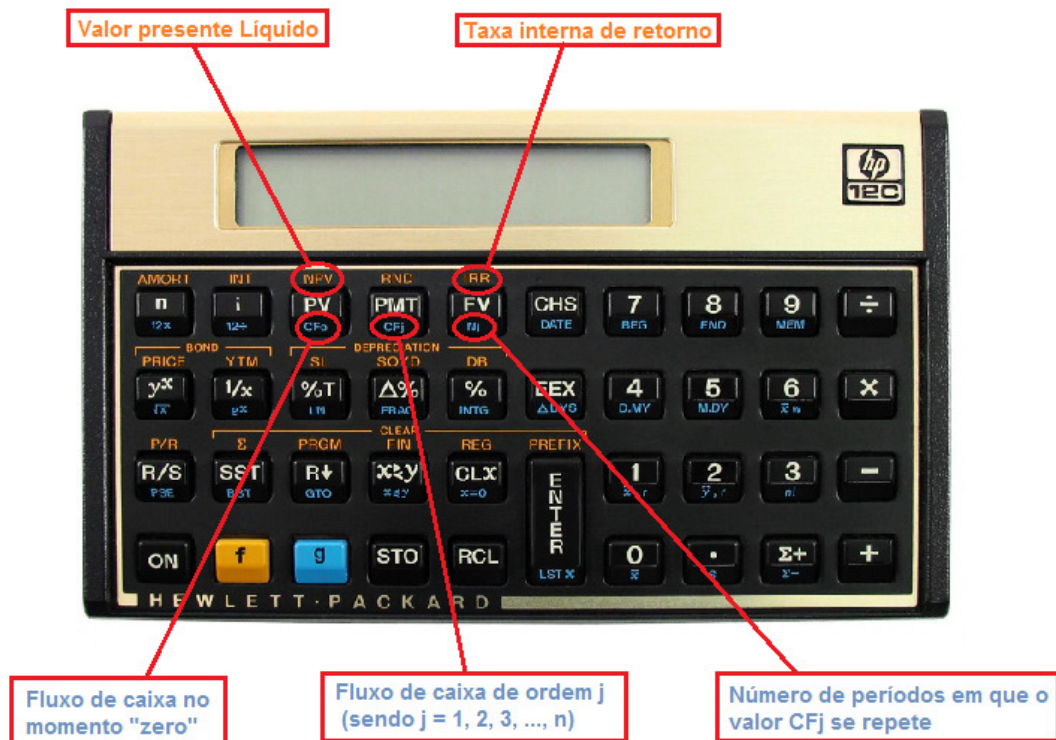 Valor presente Líquido
Taxa interna de retorno
hp
12C
AMORT INT NPV RND IRR
n i PV PMT FV CHS 7 8 9 ÷
12× 12÷ CFo CFj Nj DATE BEG END MEM
BOND DEPRECIATION
PRICE YTM SL SOYD DB
yˣ 1/x %T Δ% % EEX 4 5 6 ×
√x eˣ LN FRAC INTG ΔDYS D.MY M.DY x̄w
CLEAR
P/R Σ PRGM FIN REG PREFIX
R/S SST R↓ x≷y CLx ENTER 1 2 3 −
PSE BST GTO x≤y x=0 x̂,r ŷ,r n!
ON f g STO RCL 0 • Σ+ +
LST X x̄ s Σ−
HEWLETT·PACKARD
Fluxo de caixa no
momento "zero"
Fluxo de caixa de ordem j
(sendo j = 1, 2, 3, ..., n)
Número de períodos em que o
valor CFj se repete